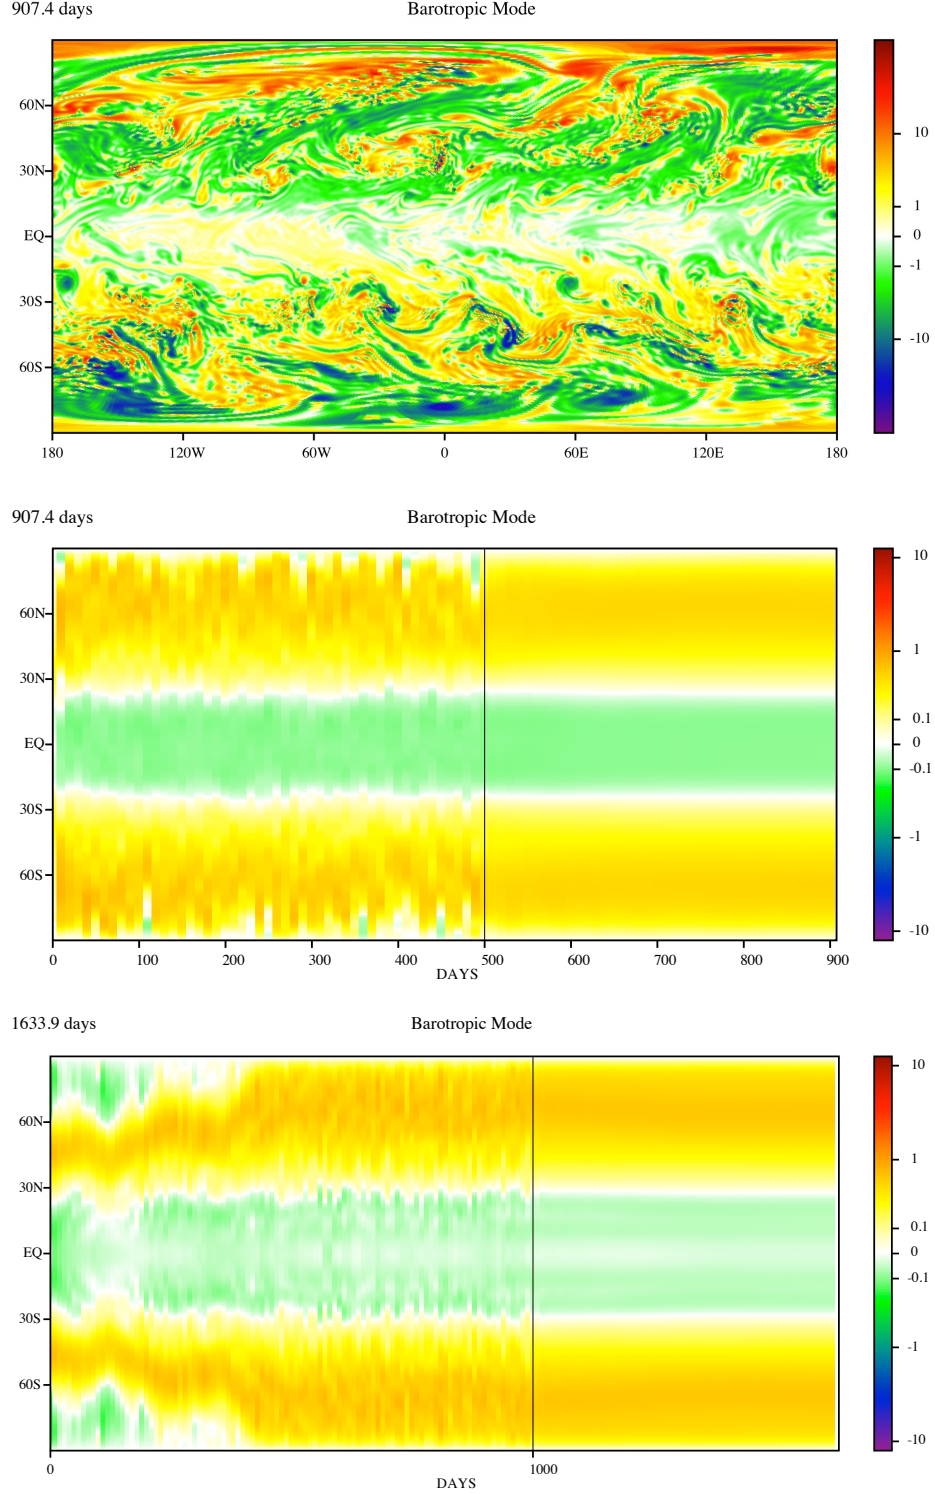 907.4 days Barotropic Mode
60N
30N
EQ
30S
60S
180 120W 60W 0 60E 120E 180
10
1
0
-1
-10
907.4 days Barotropic Mode
60N
30N
EQ
30S
60S
0 100 200 300 400 500 600 700 800 900
DAYS
10
1
0.1
0
-0.1
-1
-10
1633.9 days Barotropic Mode
60N
30N
EQ
30S
60S
0 1000
DAYS
10
1
0.1
0
-0.1
-1
-10